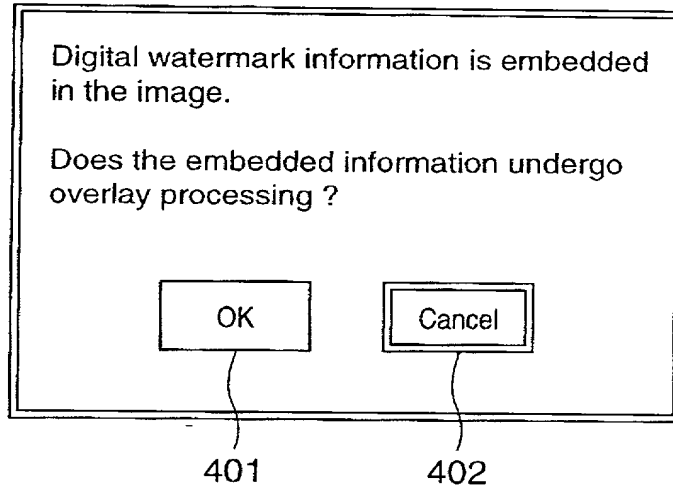 Digital watermark information is embedded
in the image.
Does the embedded information undergo
overlay processing ?
OK
Cancel
401
402